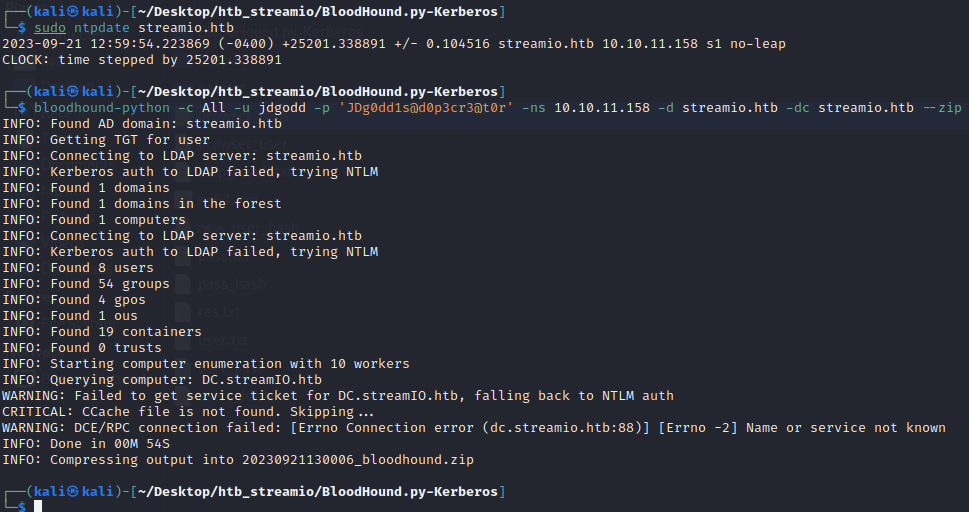 ┌──(kali㉿kali)-[~/Desktop/htb_streamio/BloodHound.py-Kerberos]
└─$ sudo ntpdate streamio.htb
2023-09-21 12:59:54.223869 (-0400) +25201.338891 +/- 0.104516 streamio.htb 10.10.11.158 s1 no-leap
CLOCK: time stepped by 25201.338891
┌──(kali㉿kali)-[~/Desktop/htb_streamio/BloodHound.py-Kerberos]
└─$ bloodhound-python -c All -u jdgodd -p 'JDg0dd1s@d0p3cr3@t0r' -ns 10.10.11.158 -d streamio.htb -dc streamio.htb --zip
INFO: Found AD domain: streamio.htb
INFO: Getting TGT for user
INFO: Connecting to LDAP server: streamio.htb
INFO: Kerberos auth to LDAP failed, trying NTLM
INFO: Found 1 domains
INFO: Found 1 domains in the forest
INFO: Found 1 computers
INFO: Connecting to LDAP server: streamio.htb
INFO: Kerberos auth to LDAP failed, trying NTLM
INFO: Found 8 users
INFO: Found 54 groups
pass_hash
INFO: Found 4 gpos
INFO: Found 1 ous
res.txt
INFO: Found 19 containers
INFO: Found 0 trusts
user.txt
INFO: Starting computer enumeration with 10 workers
INFO: Querying computer: DC.streamIO.htb
WARNING: Failed to get service ticket for DC.streamIO.htb, falling back to NTLM auth
CRITICAL: CCache file is not found. Skipping...
WARNING: DCE/RPC connection failed: [Errno Connection error (dc.streamio.htb:88)] [Errno -2] Name or service not known
INFO: Done in 00M 54S
INFO: Compressing output into 20230921130006_bloodhound.zip
┌──(kali㉿kali)-[~/Desktop/htb_streamio/BloodHound.py-Kerberos]
└─$